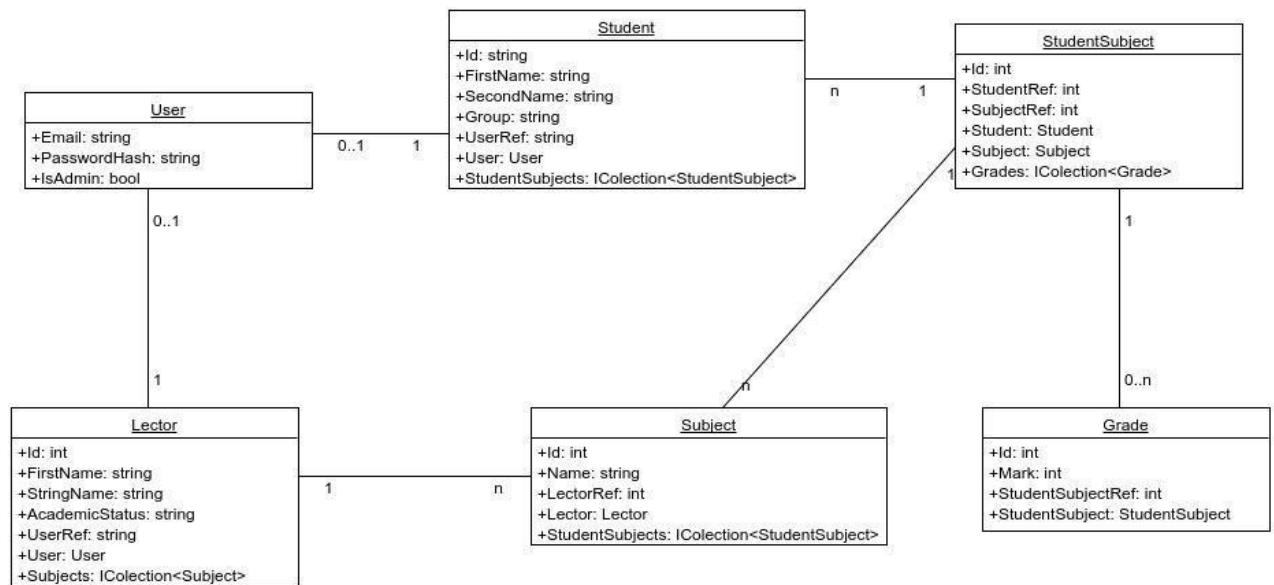 Student
+Id: string
+FirstName: string
+SecondName: string
+Group: string
+UserRef: string
+User: User
+StudentSubjects: IColection<StudentSubject>
StudentSubject
+Id: int
+StudentRef: int
+SubjectRef: int
+Student: Student
+Subject: Subject
+Grades: IColection<Grade>
User
+Email: string
+PasswordHash: string
+IsAdmin: bool
n
1
0..1
1
0..1
1
1
1
n
0..n
Lector
+Id: int
+FirstName: string
+StringName: string
+AcademicStatus: string
+UserRef: string
+User: User
+Subjects: IColection<Subject>
1
n
Subject
+Id: int
+Name: string
+LectorRef: int
+Lector: Lector
+StudentSubjects: IColection<StudentSubject>
Grade
+Id: int
+Mark: int
+StudentSubjectRef: int
+StudentSubject: StudentSubject